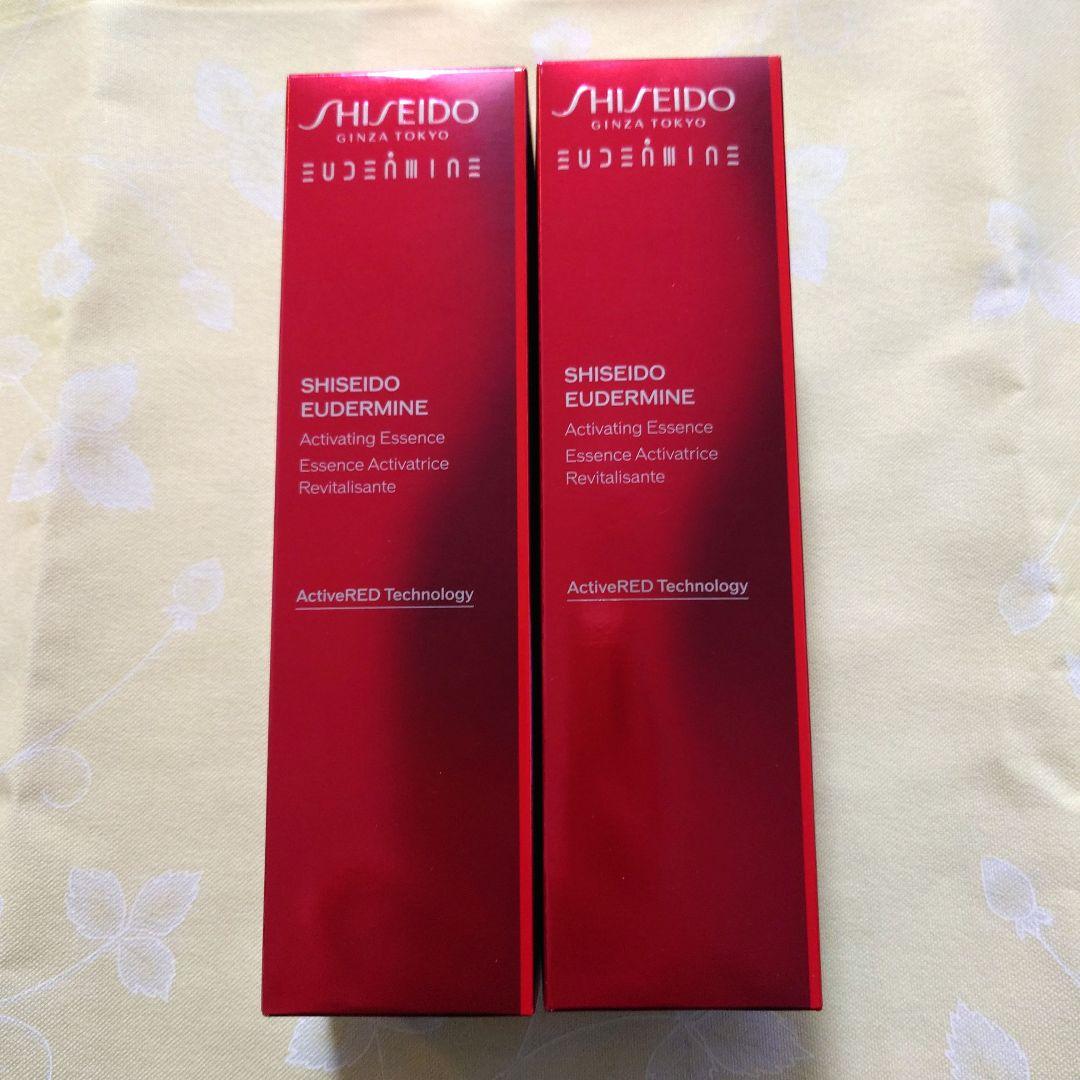 SHISEIDO
GINZA TOKYO
EUDERMINE
SHISEIDO
EUDERMINE
Activating Essence
Essence Activatrice
Revitalisante
ActiveRED Technology
SHISEIDO
GINZA TOKYO
EUDERMINE
SHISEIDO
EUDERMINE
Activating Essence
Essence Activatrice
Revitalisante
ActiveRED Technology